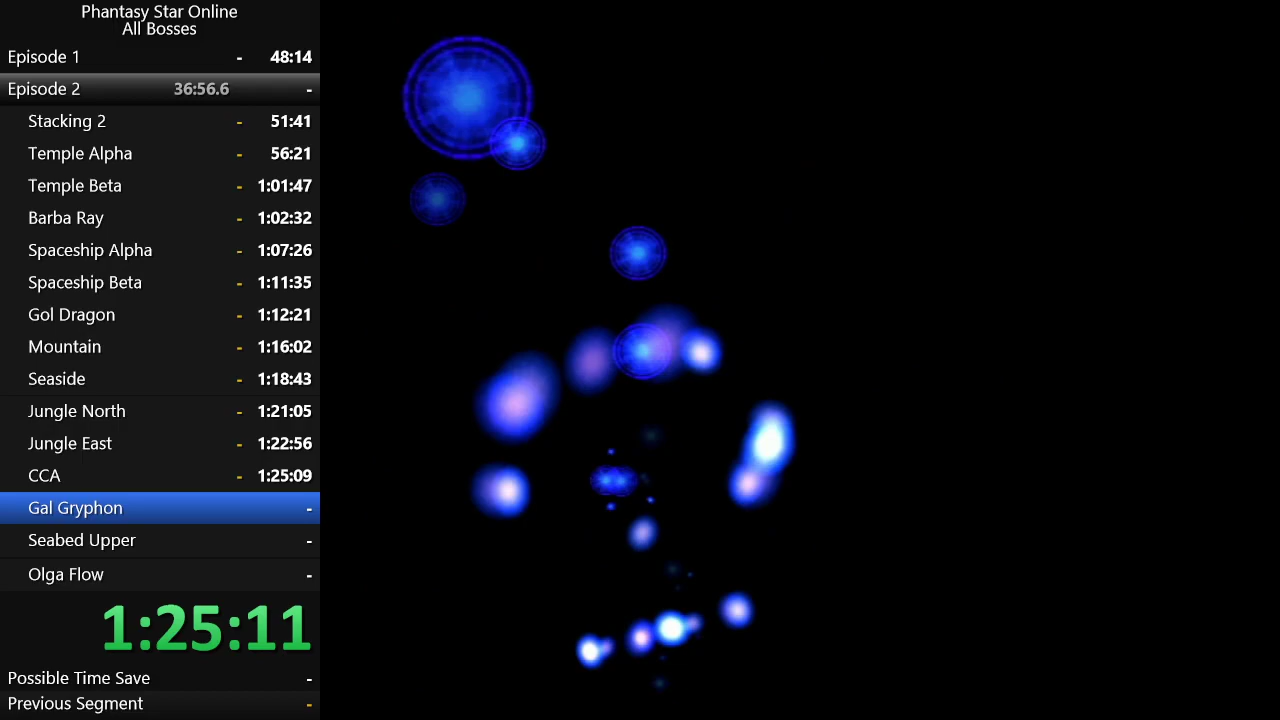 Phantasy Star Online
All Bosses
Episode 1 - 48:14
Episode 2 36:56.6 -
Stacking 2 - 51:41
Temple Alpha - 56:21
Temple Beta - 1:01:47
Barba Ray - 1:02:32
Spaceship Alpha - 1:07:26
Spaceship Beta - 1:11:35
Gol Dragon - 1:12:21
Mountain - 1:16:02
Seaside - 1:18:43
Jungle North - 1:21:05
Jungle East - 1:22:56
CCA - 1:25:09
Gal Gryphon -
Seabed Upper -
Olga Flow -
1:25:11
Possible Time Save -
Previous Segment -